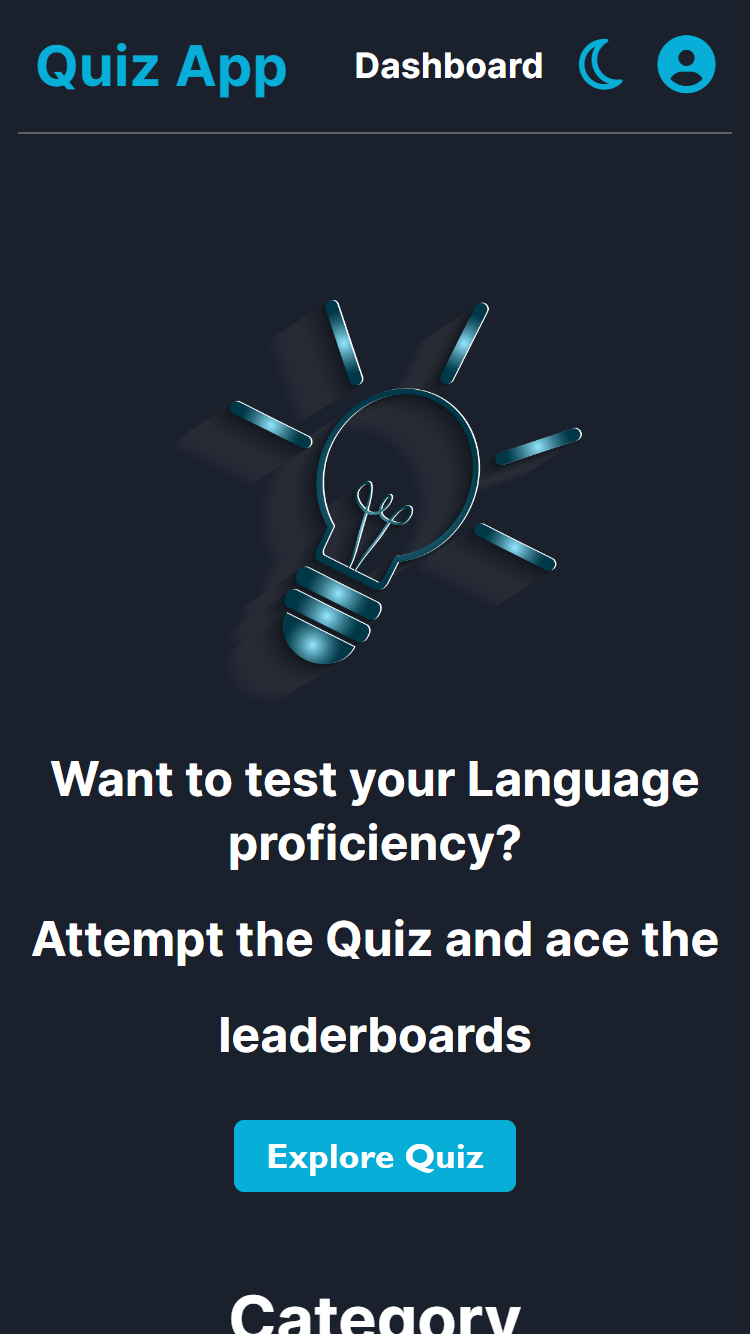 Quiz App
Dashboard
Want to test your Language
proficiency?
Attempt the Quiz and ace the
leaderboards
Explore Quiz
Category